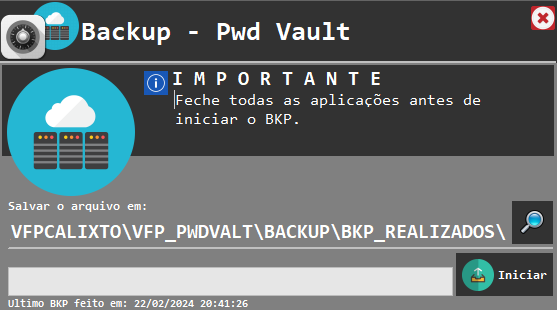 Backup - Pwd Vault
IMPORTANTE
Feche todas as aplicações antes de
iniciar o BKP.
Salvar o arquivo em:
VFPCALIXTO\VFP_PWDVALT\BACKUP\BKP_REALIZADOS\
Iniciar
Ultimo BKP feito em: 22/02/2024 20:41:26